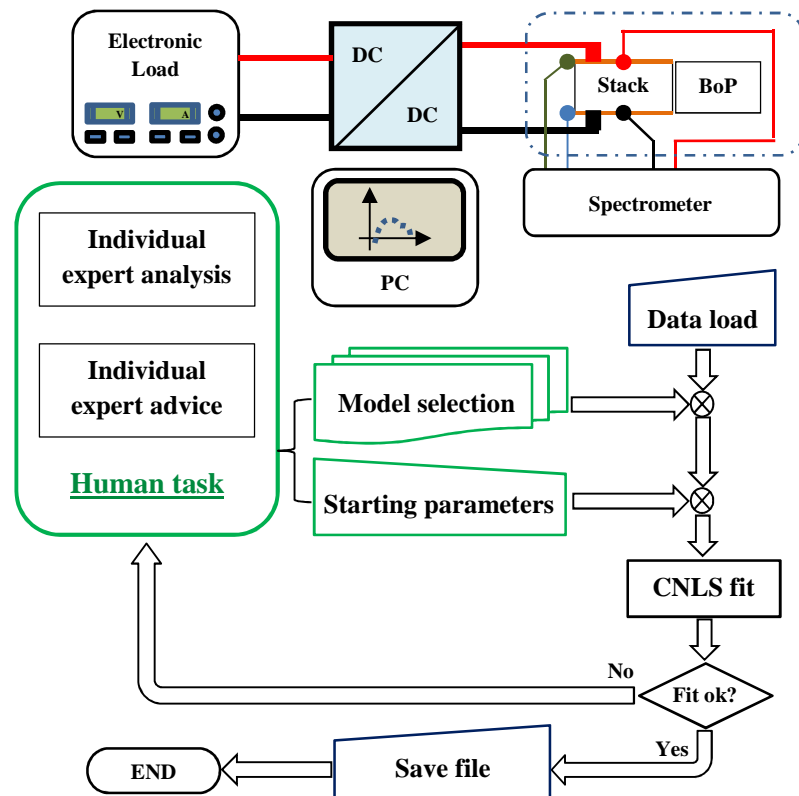 Electronic
Load
V
A
DC
DC
Stack
BoP
Spectrometer
PC
Individual
expert analysis
Individual
expert advice
Human task
Data load
Model selection
Starting parameters
CNLS fit
No
Fit ok?
Yes
Save file
END